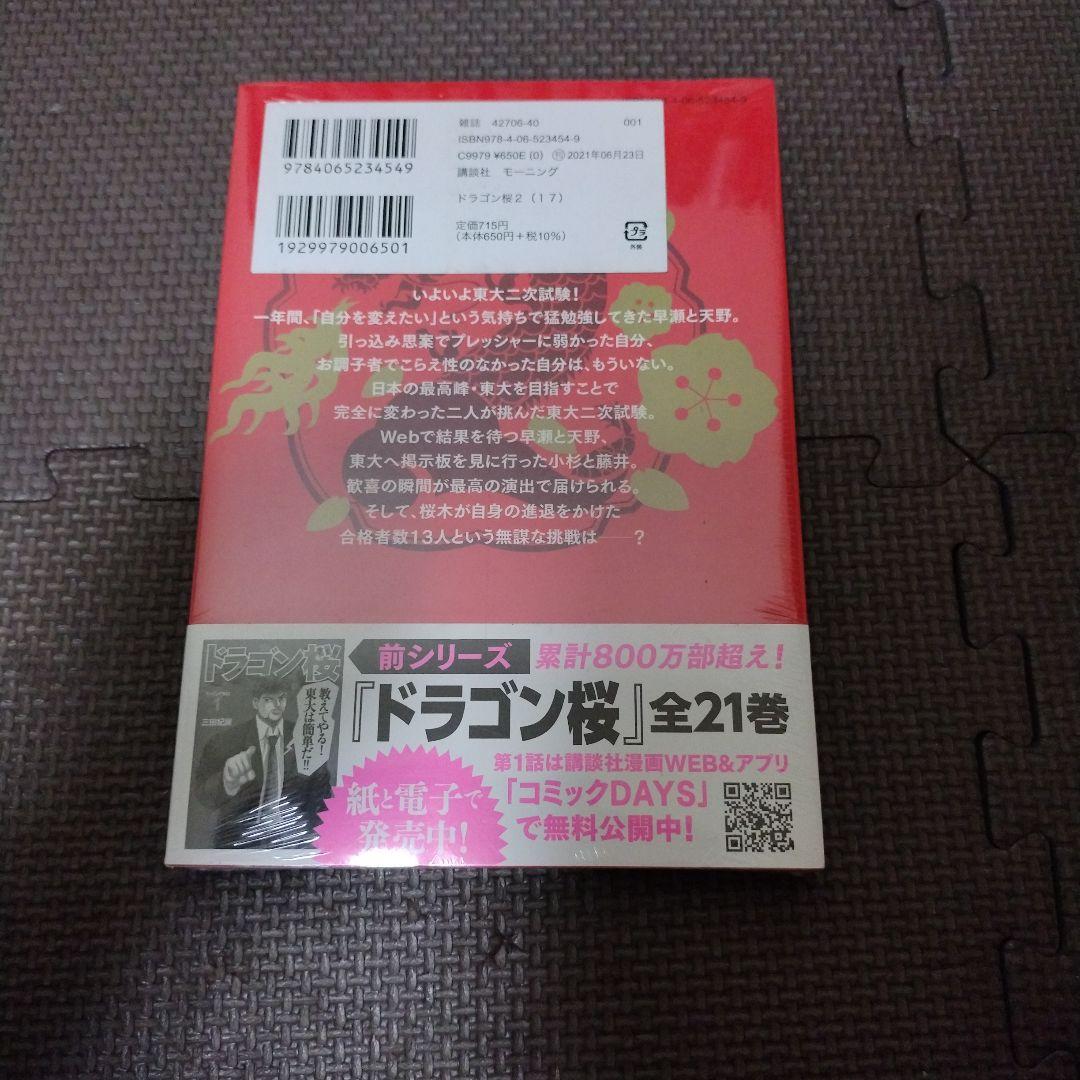 雑誌 42706-40 001
ISBN978-4-06-523454-9
C9979 ¥650E (0) 刊2021年06月23日
講談社 モーニング
9784065234549
ドラゴン桜2（17）
定価715円
（本体650円＋税10%）
プラ
外装
1929979006501
いよいよ東大二次試験！
一年間、「自分を変えたい」という気持ちで猛勉強してきた早瀬と天野。
引っ込み思案でプレッシャーに弱かった自分、
お調子者でこらえ性のなかった自分は、もういない。
日本の最高峰・東大を目指すことで
完全に変わった二人が挑んだ東大二次試験。
Webで結果を待つ早瀬と天野、
東大へ掲示板を見に行った小杉と藤井。
歓喜の瞬間が最高の演出で届けられる。
そして、桜木が自身の進退をかけた
合格者数13人という無謀な挑戦は――？
ドラゴン桜
1
三田紀房
教えてやる！
東大は簡単だ!!
前シリーズ 累計800万部超え！
『ドラゴン桜』全21巻
第1話は講談社漫画WEB&アプリ
「コミックDAYS」
で無料公開中！
紙と電子で
発売中！